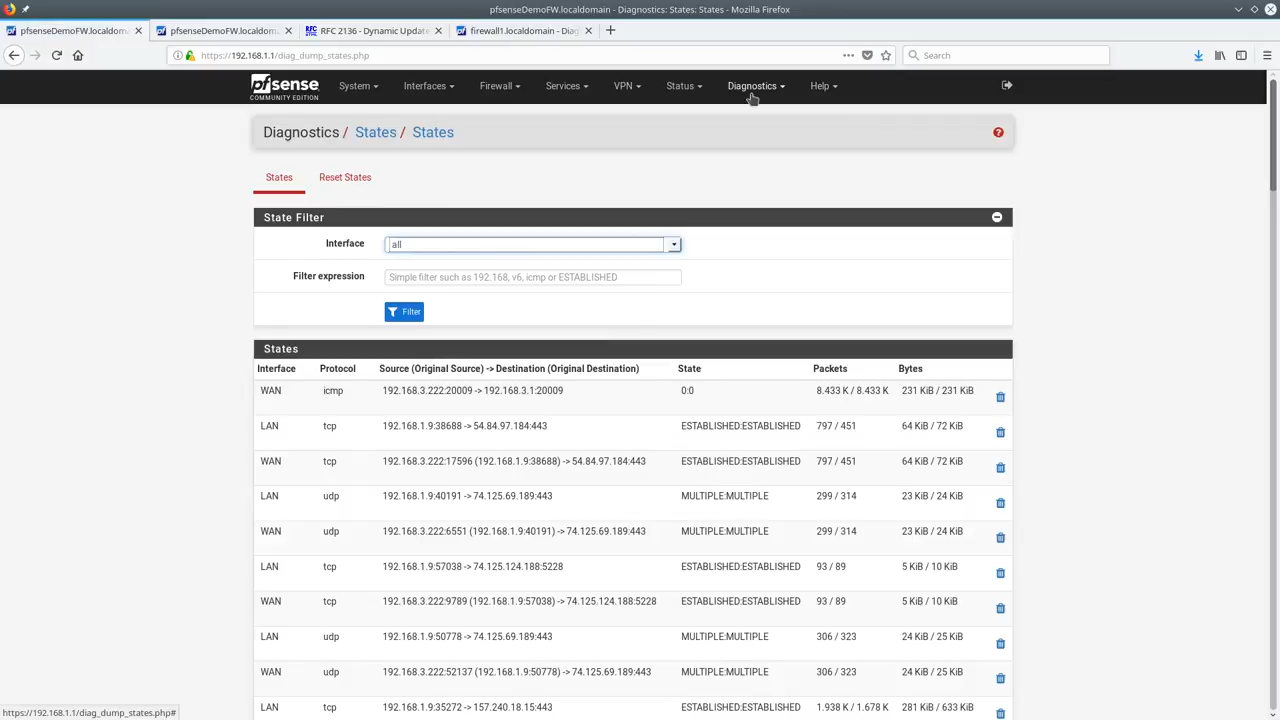 pfsenseDemoFW.localdomain - Diagnostics: States: States - Mozilla Firefox
pfsenseDemoFW.localdom
pfsenseDemoFW.localdomain
RFC 2136 - Dynamic Update
firewall1.localdomain - Diag
https://192.168.1.1/diag_dump_states.php
Search
pfsense
COMMUNITY EDITION
System
Interfaces
Firewall
Services
VPN
Status
Diagnostics
Help
Diagnostics / States / States
States
Reset States
State Filter
Interface
all
Filter expression
Simple filter such as 192.168, v6, icmp or ESTABLISHED
Filter
States
Interface Protocol Source (Original Source) -> Destination (Original Destination) State Packets Bytes
WAN icmp 192.168.3.222:20009 -> 192.168.3.1:20009 0:0 8.433 K / 8.433 K 231 KiB / 231 KiB
LAN tcp 192.168.1.9:38688 -> 54.84.97.184:443 ESTABLISHED:ESTABLISHED 797 / 451 64 KiB / 72 KiB
WAN tcp 192.168.3.222:17596 (192.168.1.9:38688) -> 54.84.97.184:443 ESTABLISHED:ESTABLISHED 797 / 451 64 KiB / 72 KiB
LAN udp 192.168.1.9:40191 -> 74.125.69.189:443 MULTIPLE:MULTIPLE 299 / 314 23 KiB / 24 KiB
WAN udp 192.168.3.222:6551 (192.168.1.9:40191) -> 74.125.69.189:443 MULTIPLE:MULTIPLE 299 / 314 23 KiB / 24 KiB
LAN tcp 192.168.1.9:57038 -> 74.125.124.188:5228 ESTABLISHED:ESTABLISHED 93 / 89 5 KiB / 10 KiB
WAN tcp 192.168.3.222:9789 (192.168.1.9:57038) -> 74.125.124.188:5228 ESTABLISHED:ESTABLISHED 93 / 89 5 KiB / 10 KiB
LAN udp 192.168.1.9:50778 -> 74.125.69.189:443 MULTIPLE:MULTIPLE 306 / 323 24 KiB / 25 KiB
WAN udp 192.168.3.222:52137 (192.168.1.9:50778) -> 74.125.69.189:443 MULTIPLE:MULTIPLE 306 / 323 24 KiB / 25 KiB
LAN tcp 192.168.1.9:35272 -> 157.240.18.15:443 ESTABLISHED:ESTABLISHED 1.938 K / 1.678 K 281 KiB / 633 KiB
https://192.168.1.1/diag_dump_states.php#